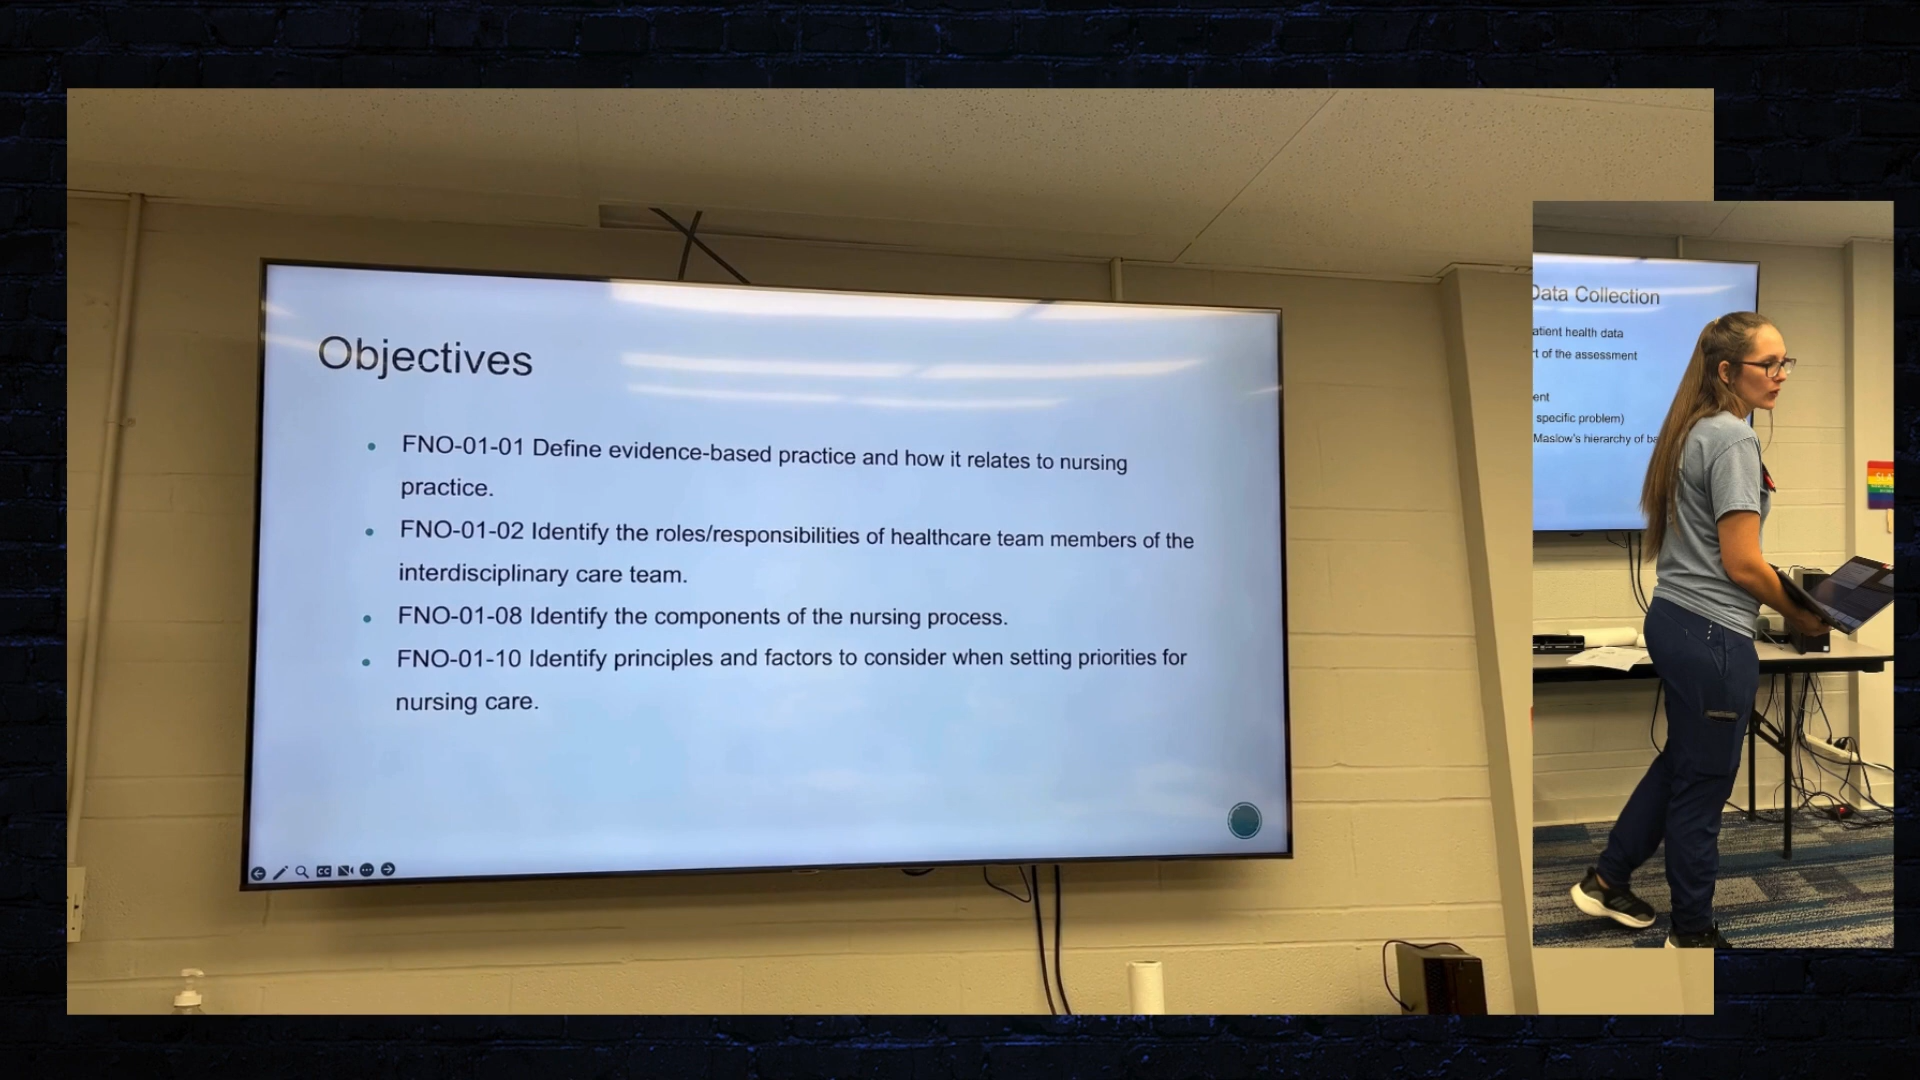 Objectives
FNO-01-01 Define evidence-based practice and how it relates to nursing
practice.
FNO-01-02 Identify the roles/responsibilities of healthcare team members of the
interdisciplinary care team.
FNO-01-08 Identify the components of the nursing process.
FNO-01-10 Identify principles and factors to consider when setting priorities for
nursing care.
CC
Data Collection
atient health data
of the assessment
ent
specific problem)
Maslow's hierarchy of ba